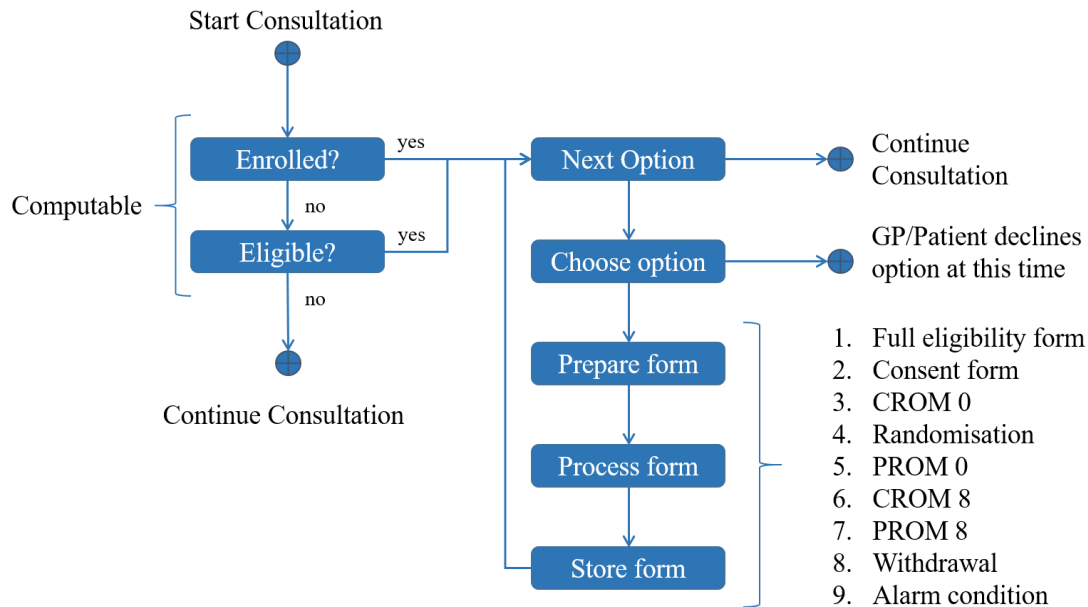 Start Consultation
Enrolled?
yes
Next Option
Continue
Consultation
Computable
no
Eligible?
yes
Choose option
GP/Patient declines
option at this time
no
Continue Consultation
Prepare form
Process form
Store form
1. Full eligibility form
2. Consent form
3. CROM 0
4. Randomisation
5. PROM 0
6. CROM 8
7. PROM 8
8. Withdrawal
9. Alarm condition